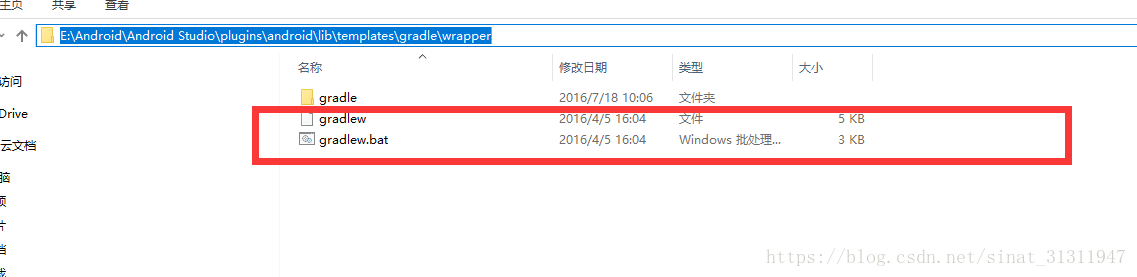 主页 共享 查看
E:\Android\Android Studio\plugins\android\lib\templates\gradle\wrapper
名称 修改日期 类型 大小
访问
gradle 2016/7/18 10:06 文件夹
Drive
gradlew 2016/4/5 16:04 文件 5 KB
gradlew.bat 2016/4/5 16:04 Windows 批处理... 3 KB
云文档
脑
片
https://blog.csdn.net/sinat_31311947